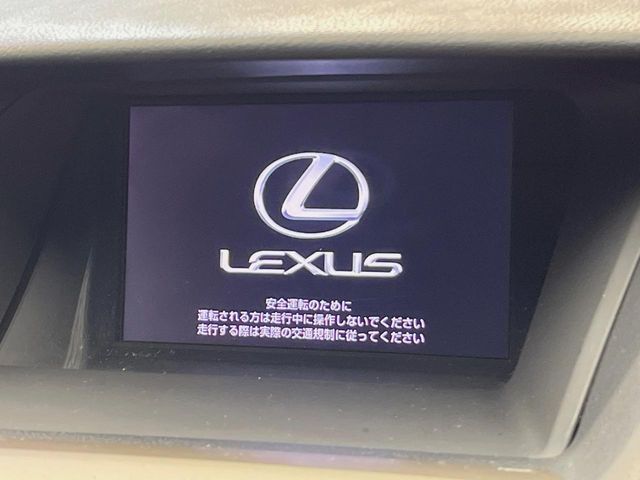 LEXUS
安全運転のために
運転される方は走行中に操作しないでください
走行する際は実際の交通規制に従ってください